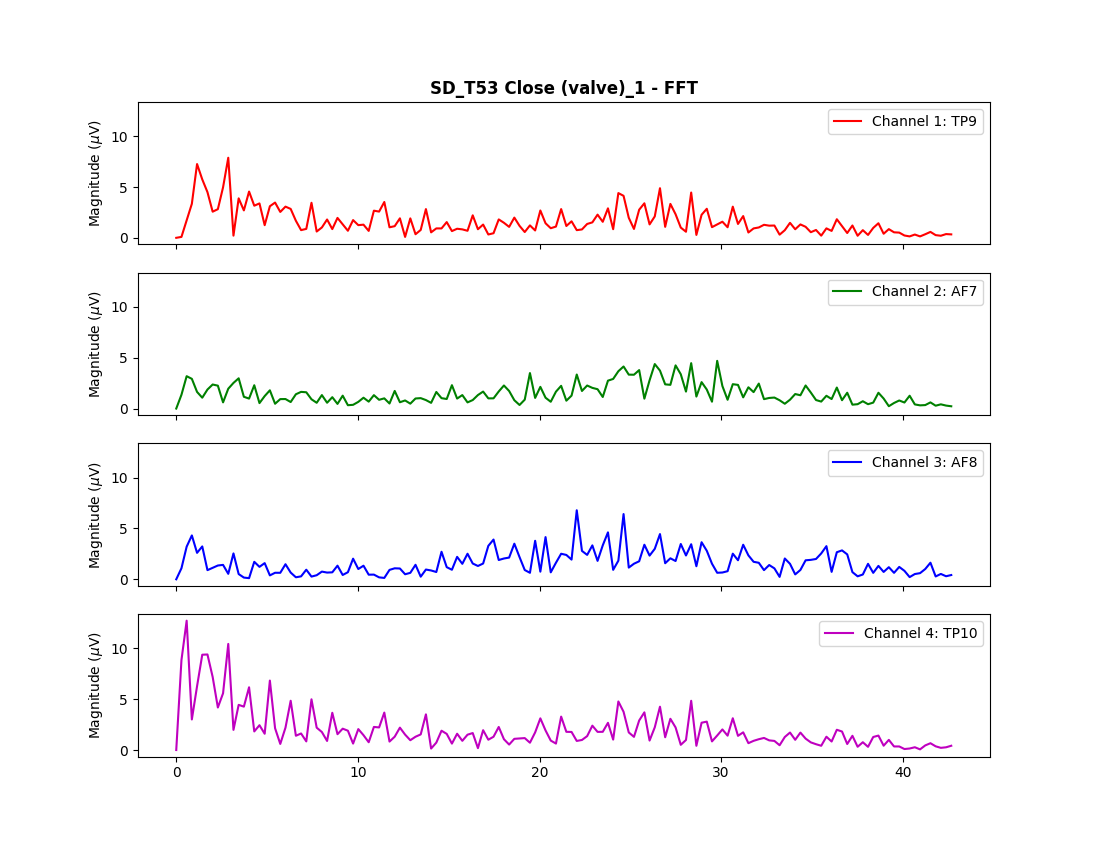 SD_T53 Close (valve)_1 - FFT
Magnitude (μV)
10
5
0
Channel 1: TP9
Magnitude (μV)
10
5
0
Channel 2: AF7
Magnitude (μV)
10
5
0
Channel 3: AF8
Magnitude (μV)
10
5
0
Channel 4: TP10
0 10 20 30 40